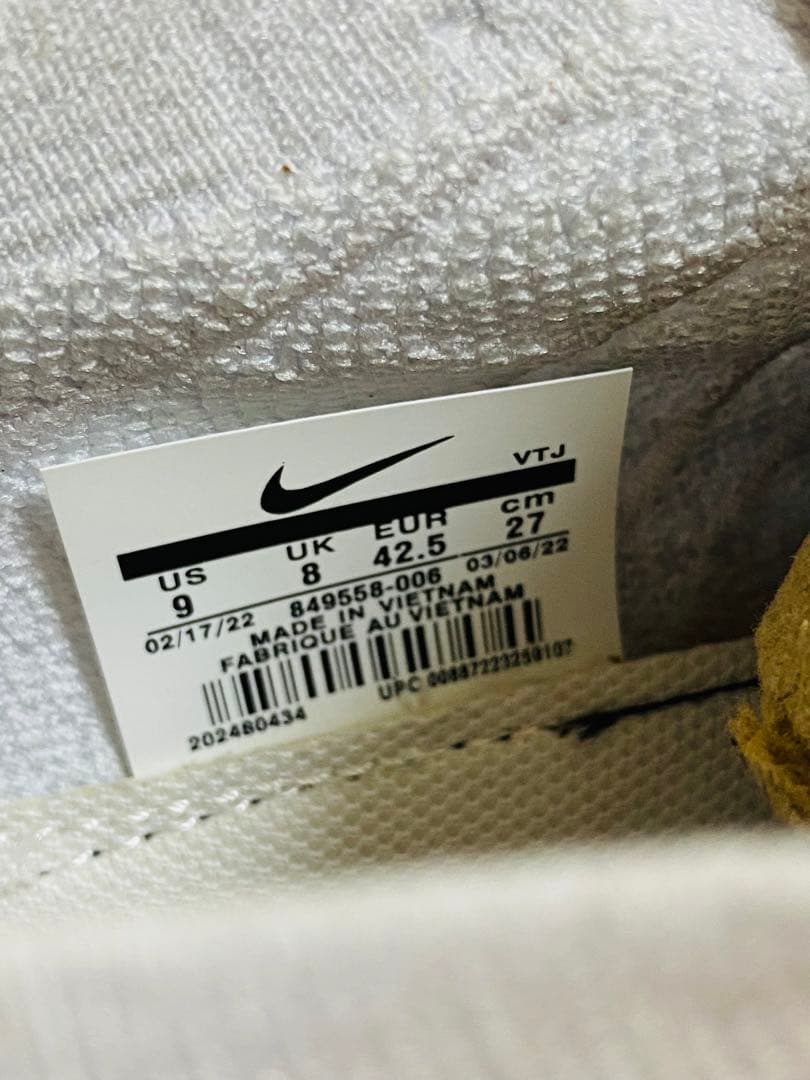 VTJ
US UK EUR cm
9 8 42.5 27
02/17/22 849558-006 03/06/22
MADE IN VIETNAM
FABRIQUE AU VIETNAM
202480434 UPC 00887223259107